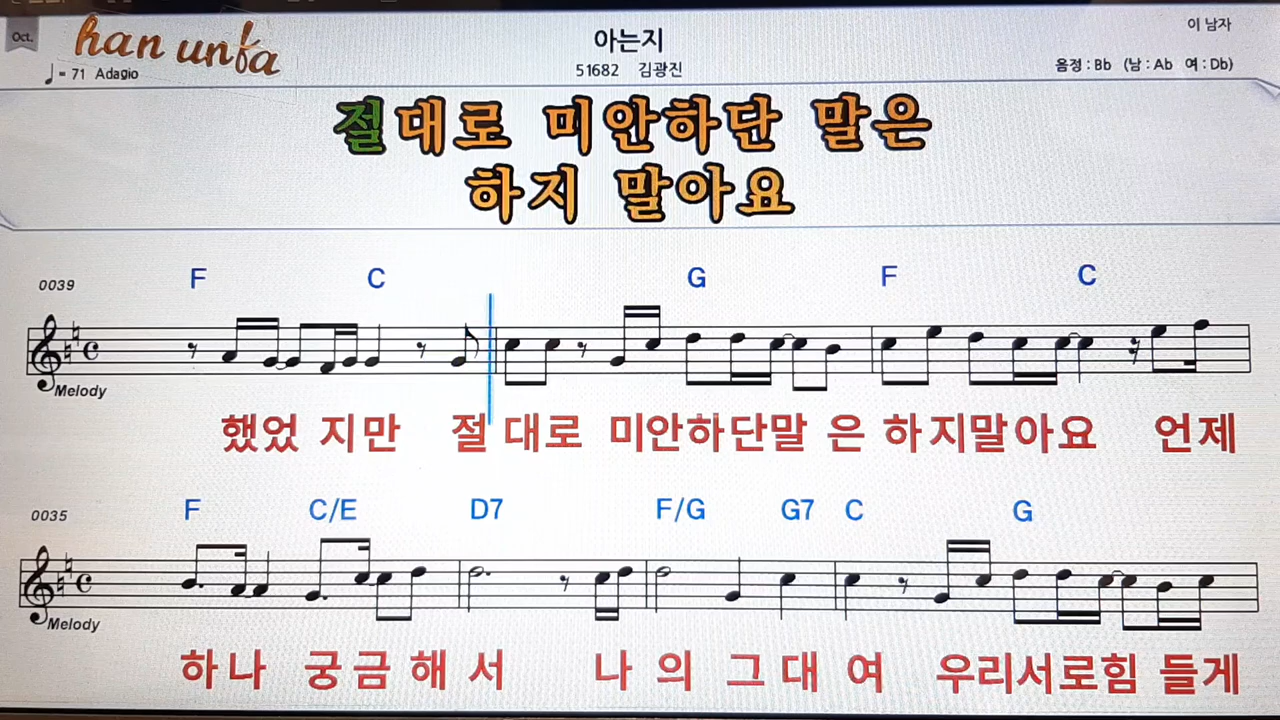 Oct.
han unfa
아는지
이 남자
♩= 71 Adagio
51682 김광진
음정 : Bb (남 : Ab 여 : Db)
절대로 미안하단 말은
하지 말아요
0039
F C G F C
Melody
했었 지만 절 대로 미안하단말 은 하지말아요 언제
0035
F C/E D7 F/G G7 C G
Melody
하나 궁금해서 나의 그대여 우리서로힘 들게